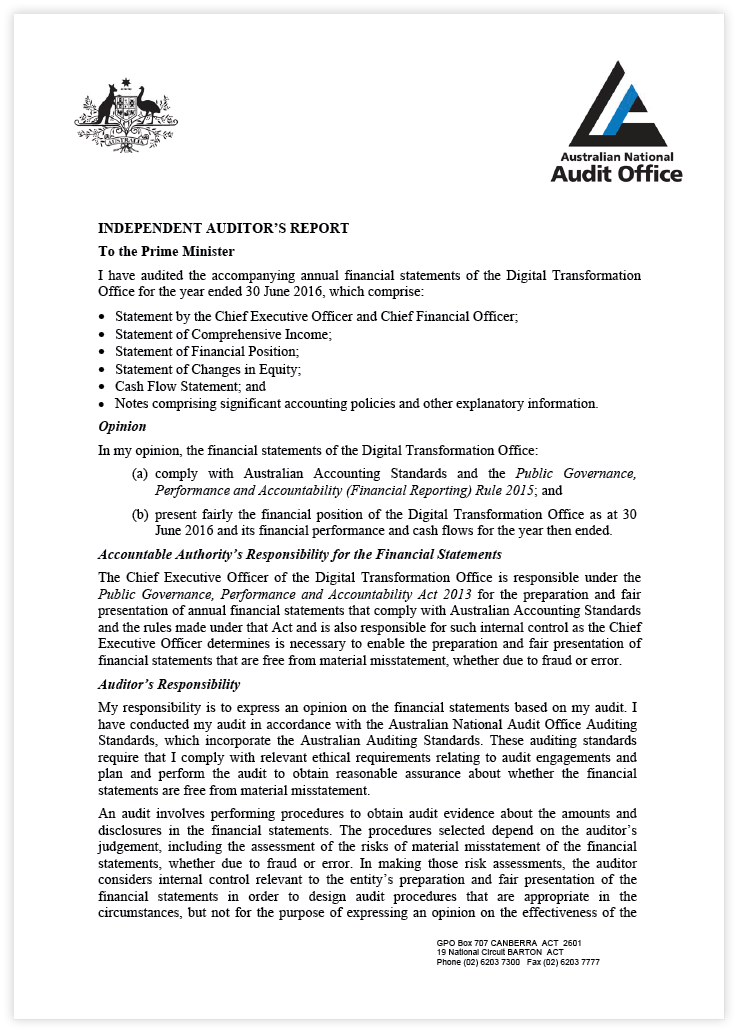 AUSTRALIA
Australian National
Audit Office
INDEPENDENT AUDITOR’S REPORT
To the Prime Minister
I have audited the accompanying annual financial statements of the Digital Transformation
Office for the year ended 30 June 2016, which comprise:
• Statement by the Chief Executive Officer and Chief Financial Officer;
• Statement of Comprehensive Income;
• Statement of Financial Position;
• Statement of Changes in Equity;
• Cash Flow Statement; and
• Notes comprising significant accounting policies and other explanatory information.
Opinion
In my opinion, the financial statements of the Digital Transformation Office:
(a) comply with Australian Accounting Standards and the Public Governance,
Performance and Accountability (Financial Reporting) Rule 2015; and
(b) present fairly the financial position of the Digital Transformation Office as at 30
June 2016 and its financial performance and cash flows for the year then ended.
Accountable Authority’s Responsibility for the Financial Statements
The Chief Executive Officer of the Digital Transformation Office is responsible under the
Public Governance, Performance and Accountability Act 2013 for the preparation and fair
presentation of annual financial statements that comply with Australian Accounting Standards
and the rules made under that Act and is also responsible for such internal control as the Chief
Executive Officer determines is necessary to enable the preparation and fair presentation of
financial statements that are free from material misstatement, whether due to fraud or error.
Auditor’s Responsibility
My responsibility is to express an opinion on the financial statements based on my audit. I
have conducted my audit in accordance with the Australian National Audit Office Auditing
Standards, which incorporate the Australian Auditing Standards. These auditing standards
require that I comply with relevant ethical requirements relating to audit engagements and
plan and perform the audit to obtain reasonable assurance about whether the financial
statements are free from material misstatement.
An audit involves performing procedures to obtain audit evidence about the amounts and
disclosures in the financial statements. The procedures selected depend on the auditor’s
judgement, including the assessment of the risks of material misstatement of the financial
statements, whether due to fraud or error. In making those risk assessments, the auditor
considers internal control relevant to the entity’s preparation and fair presentation of the
financial statements in order to design audit procedures that are appropriate in the
circumstances, but not for the purpose of expressing an opinion on the effectiveness of the
GPO Box 707 CANBERRA ACT 2601
19 National Circuit BARTON ACT
Phone (02) 6203 7300 Fax (02) 6203 7777